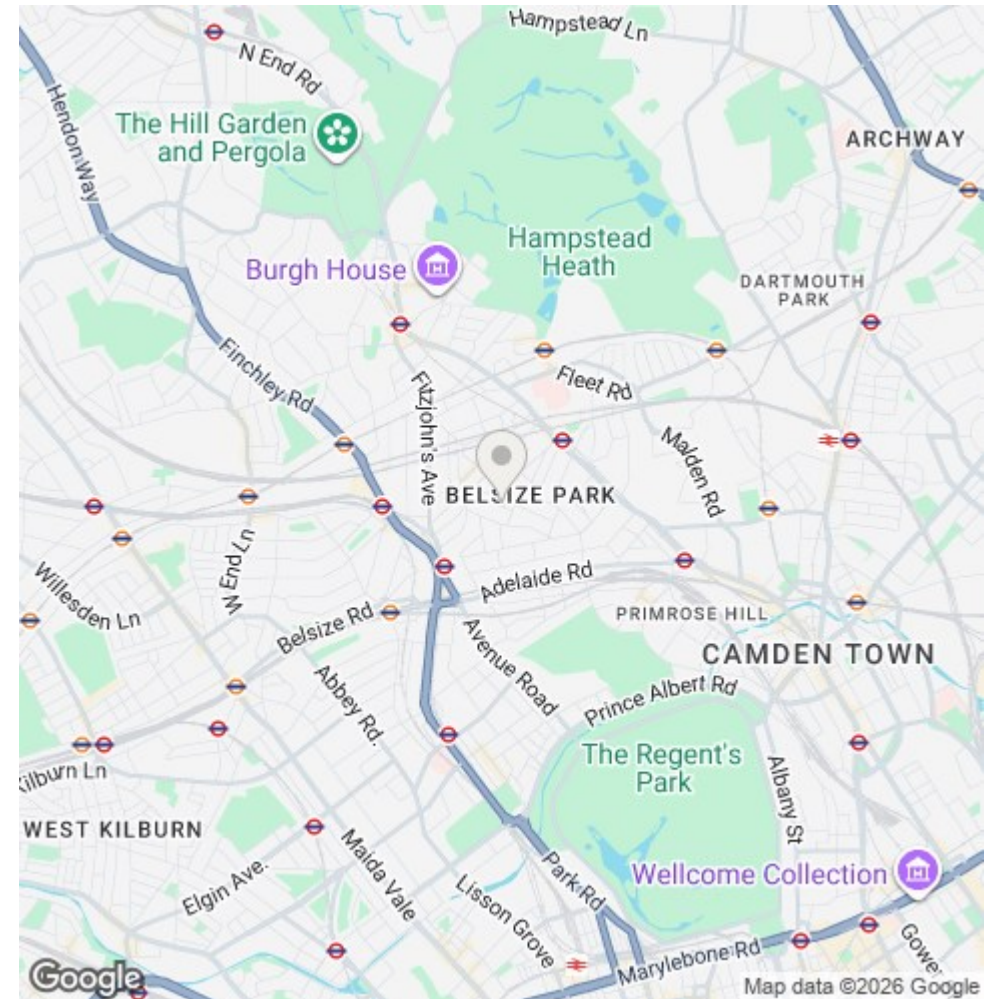 Hampstead Ln
N End Rd
Hendon Way
The Hill Garden
and Pergola
ARCHWAY
Hampstead
Heath
Burgh House
DARTMOUTH
PARK
Finchley Rd
Fitzjohn's Ave
Fleet Rd
Malden Rd
BELSIZE PARK
W End Ln
Willesden Ln
Adelaide Rd
Belsize Rd
PRIMROSE HILL
Avenue Road
CAMDEN TOWN
Abbey Rd.
Prince Albert Rd
The Regent's
Park
Albany St
Kilburn Ln
WEST KILBURN
Maida Vale
Elgin Ave.
Park Rd
Lisson Grove
Wellcome Collection
Marylebone Rd
Gower
Google
Map data ©2026 Google